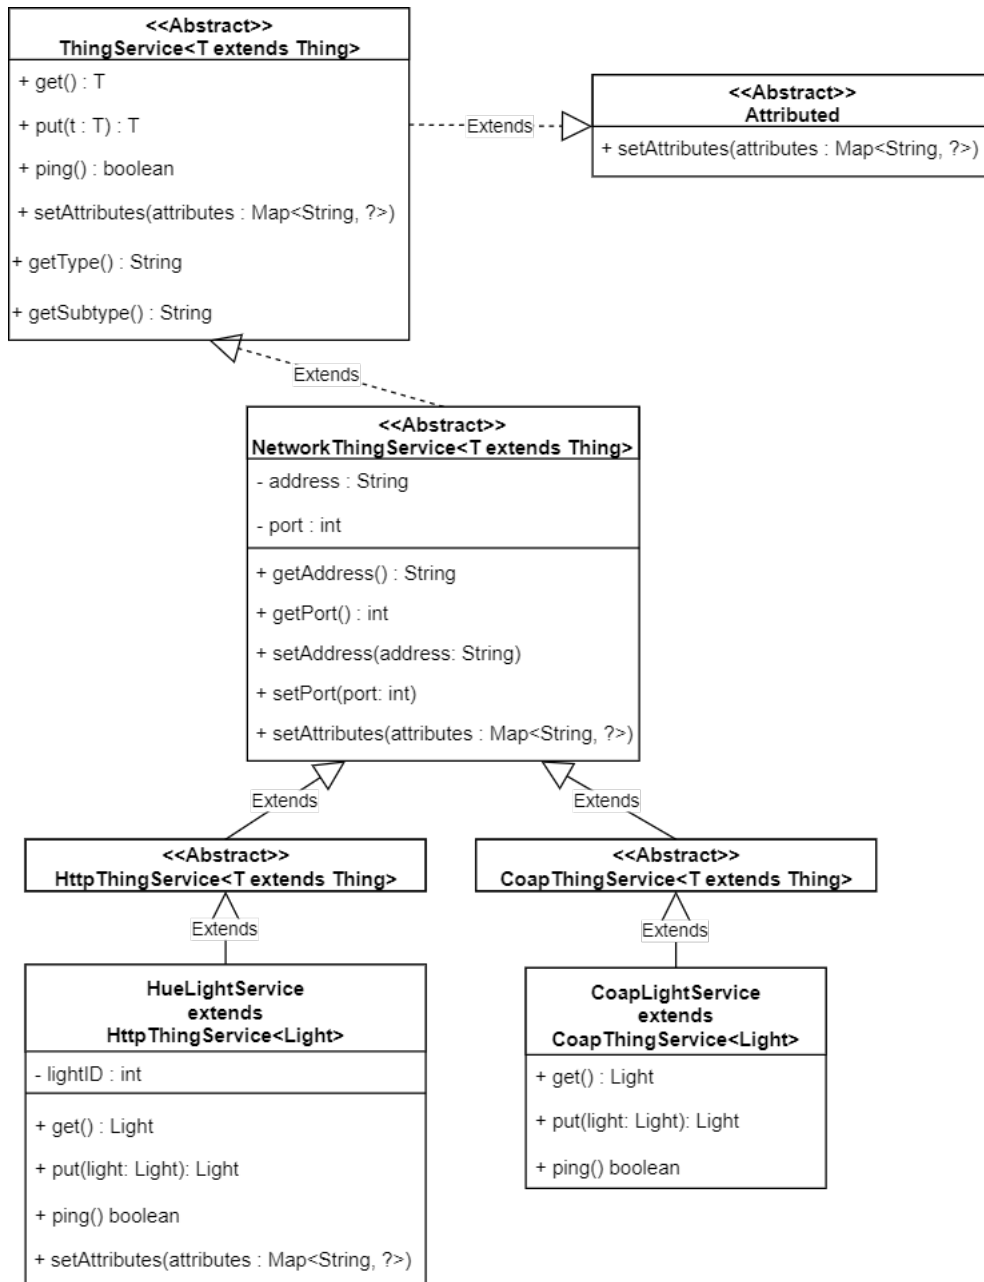 <<Abstract>>
ThingService<T extends Thing>
+ get() : T
+ put(t : T) : T
+ ping() : boolean
+ setAttributes(attributes : Map<String, ?>)
+ getType() : String
+ getSubtype() : String
Extends
<<Abstract>>
Attributed
+ setAttributes(attributes : Map<String, ?>)
Extends
<<Abstract>>
NetworkThingService<T extends Thing>
- address : String
- port : int
+ getAddress() : String
+ getPort() : int
+ setAddress(address: String)
+ setPort(port: int)
+ setAttributes(attributes : Map<String, ?>)
Extends
Extends
<<Abstract>>
HttpThingService<T extends Thing>
<<Abstract>>
CoapThingService<T extends Thing>
Extends
Extends
HueLightService
extends
HttpThingService<Light>
- lightID : int
+ get() : Light
+ put(light: Light): Light
+ ping() boolean
+ setAttributes(attributes : Map<String, ?>)
CoapLightService
extends
CoapThingService<Light>
+ get() : Light
+ put(light: Light): Light
+ ping() boolean